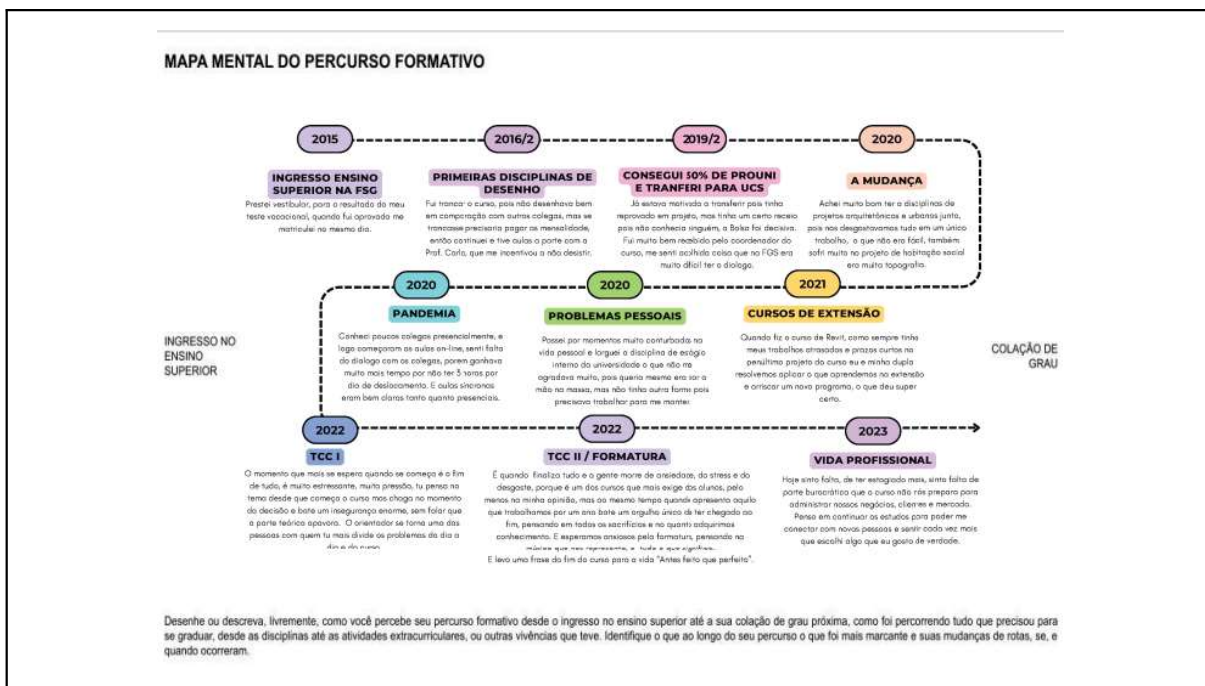 MAPA MENTAL DO PERCURSO FORMATIVO
2015
2016/2
2019/2
2020
INGRESSO ENSINO
SUPERIOR NA FSG
Prestei vestibular, para o resultado do meu
teste vocacional, quando fui aprovada me
matriculei no mesmo dia.
PRIMEIRAS DISCIPLINAS DE
DESENHO
Fui trancar o curso, pois não desenhava bem
em comparação com outros colegas, mas se
trancasse precisaria pagar as mensalidade,
então continuei e tive aulas a parte com a
Prof. Carla, que me incentivou a não desistir.
CONSEGUI 50% DE PROUNI
E TRANFERI PARA UCS
Já estava motivada a transferir pois tinha
reprovado em projeto, mas tinha um certo receio
pois não conhecia ninguém, a Bolsa foi decisiva.
Fui muito bem recebida pelo coordenador do
curso, me senti acolhida coisa que na FGS era
muito difícil ter o dialogo.
A MUDANÇA
Achei muito bom ter a disciplinas de
projetos arquitetônicos e urbanos junto,
pois nos desgastavamos tudo em um único
trabalho, o que não era fácil, também
sofri muito no projeto de habitação social
era muita topografia.
2020
2020
2021
PANDEMIA
Conheci poucos colegas presencialmente, e
logo começaram as aulas on-line, senti falta
do dialogo com os colegas, porem ganhava
muito mais tempo por não ter 3 horas por
dia de deslocamento. E aulas síncronas
eram bem claras tanto quanto presenciais.
PROBLEMAS PESSOAIS
Passei por momentos muito conturbados na
vida pessoal e larguei a disciplina de estágio
interno da universidade o que não me
agradava muito, pois queria mesmo era por a
mão na massa, mas não tinha outra forma pois
precisava trabalhar para me manter.
CURSOS DE EXTENSÃO
Quando fiz o curso de Revit, como sempre tinha
meus trabalhos atrasados e prazos curtos na
penúltimo projeto do curso eu e minha dupla
resolvemos aplicar o que aprendemos na extensão
e arriscar um novo programa, o que deu super
certo.
INGRESSO NO
ENSINO
SUPERIOR
COLAÇÃO DE
GRAU
2022
2022
2023
TCC I
O momento que mais se espera quando se começa é o fim
de tudo, é muito estressante, muita pressão, tu pensa no
tema desde que começa o curso mas chega no momento
da decisão e bate um insegurança enorme, sem falar que
a parte teórica apavora. O orientador se torna uma das
pessoas com quem tu mais divide os problemas do dia a
dia e do curso
TCC II / FORMATURA
É quando finaliza tudo e a gente morre de ansiedade, do stress e do
desgaste, porque é um dos cursos que mais exige dos alunos, pelo
menos na minha opinião, mas ao mesmo tempo quando apresenta aquilo
que trabalhamos por um ano bate um orgulho único de ter chegado ao
fim, pensando em todos os sacrifícios e no quanto adquirimos
conhecimento. E esperamos ansiosos pela formatura, pensando na
música que nos represente, e tudo o que significa.
E levo uma frase do fim do curso para a vida "Antes feito que perfeito".
VIDA PROFISSIONAL
Hoje sinto falta, de ter estagiado mais, sinto falta de
parte burocrática que o curso não nós prepara para
administrar nossos negócios, clientes e mercado.
Penso em continuar os estudos para poder me
conectar com novas pessoas e sentir cada vez mais
que escolhi algo que eu gosto de verdade.
Desenhe ou descreva, livremente, como você percebe seu percurso formativo desde o ingresso no ensino superior até a sua colação de grau próxima, como foi percorrendo tudo que precisou para
se graduar, desde as disciplinas até as atividades extracurriculares, ou outras vivências que teve. Identifique o que ao longo do seu percurso o que foi mais marcante e suas mudanças de rotas, se, e
quando ocorreram.